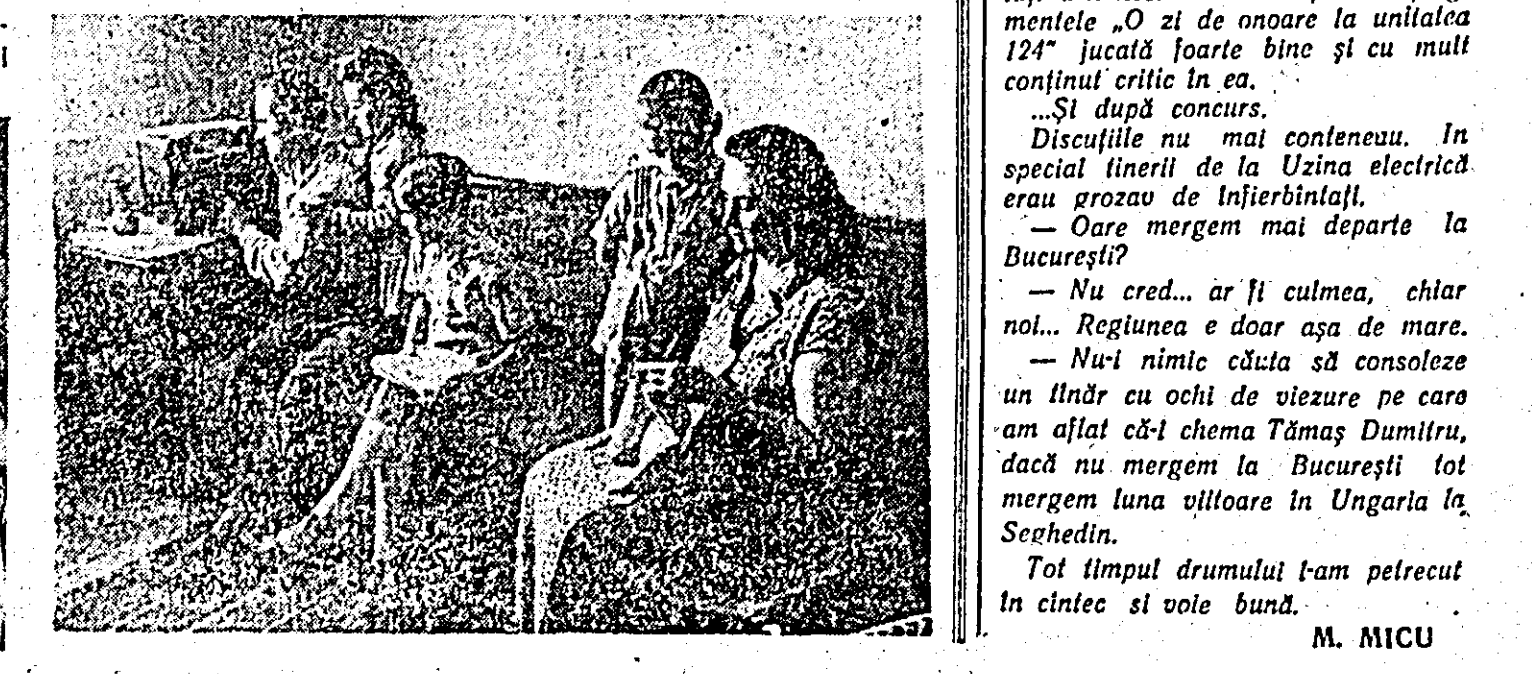 mentele „O zi de onoare la unitatea
124" jucată foarte bine și cu mult
conținut critic în ea.
...Și după concurs.
Discuțiile nu mai conteneau. In
special tinerii de la Uzina electrică
erau grozav de înfierbîntați.
— Oare mergem mai departe la
București?
— Nu cred... ar fi culmea, chiar
noi... Regiunea e doar așa de mare.
— Nu-i nimic căuta să consoleze
un tînăr cu ochi de viezure pe care
am aflat că-l chema Tămaș Dumitru,
dacă nu mergem la București tot
mergem luna viitoare în Ungaria la
Seghedin.
Tot timpul drumului l-am petrecut
în cîntec si voie bună.
M. MICU